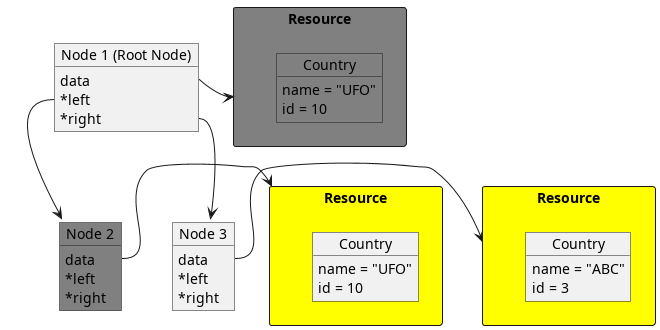 Resource
Country
name = "UFO"
id = 10
Node 1 (Root Node)
data
*left
*right
Node 2
data
*left
*right
Node 3
data
*left
*right
Resource
Country
name = "UFO"
id = 10
Resource
Country
name = "ABC"
id = 3